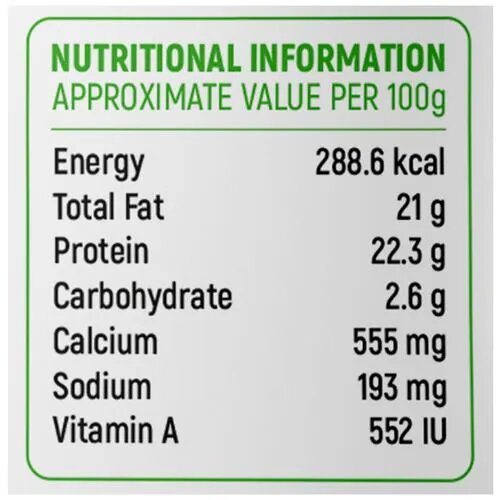 NUTRITIONAL INFORMATION
APPROXIMATE VALUE PER 100g
Energy 288.6 kcal
Total Fat 21 g
Protein 22.3 g
Carbohydrate 2.6 g
Calcium 555 mg
Sodium 193 mg
Vitamin A 552 IU